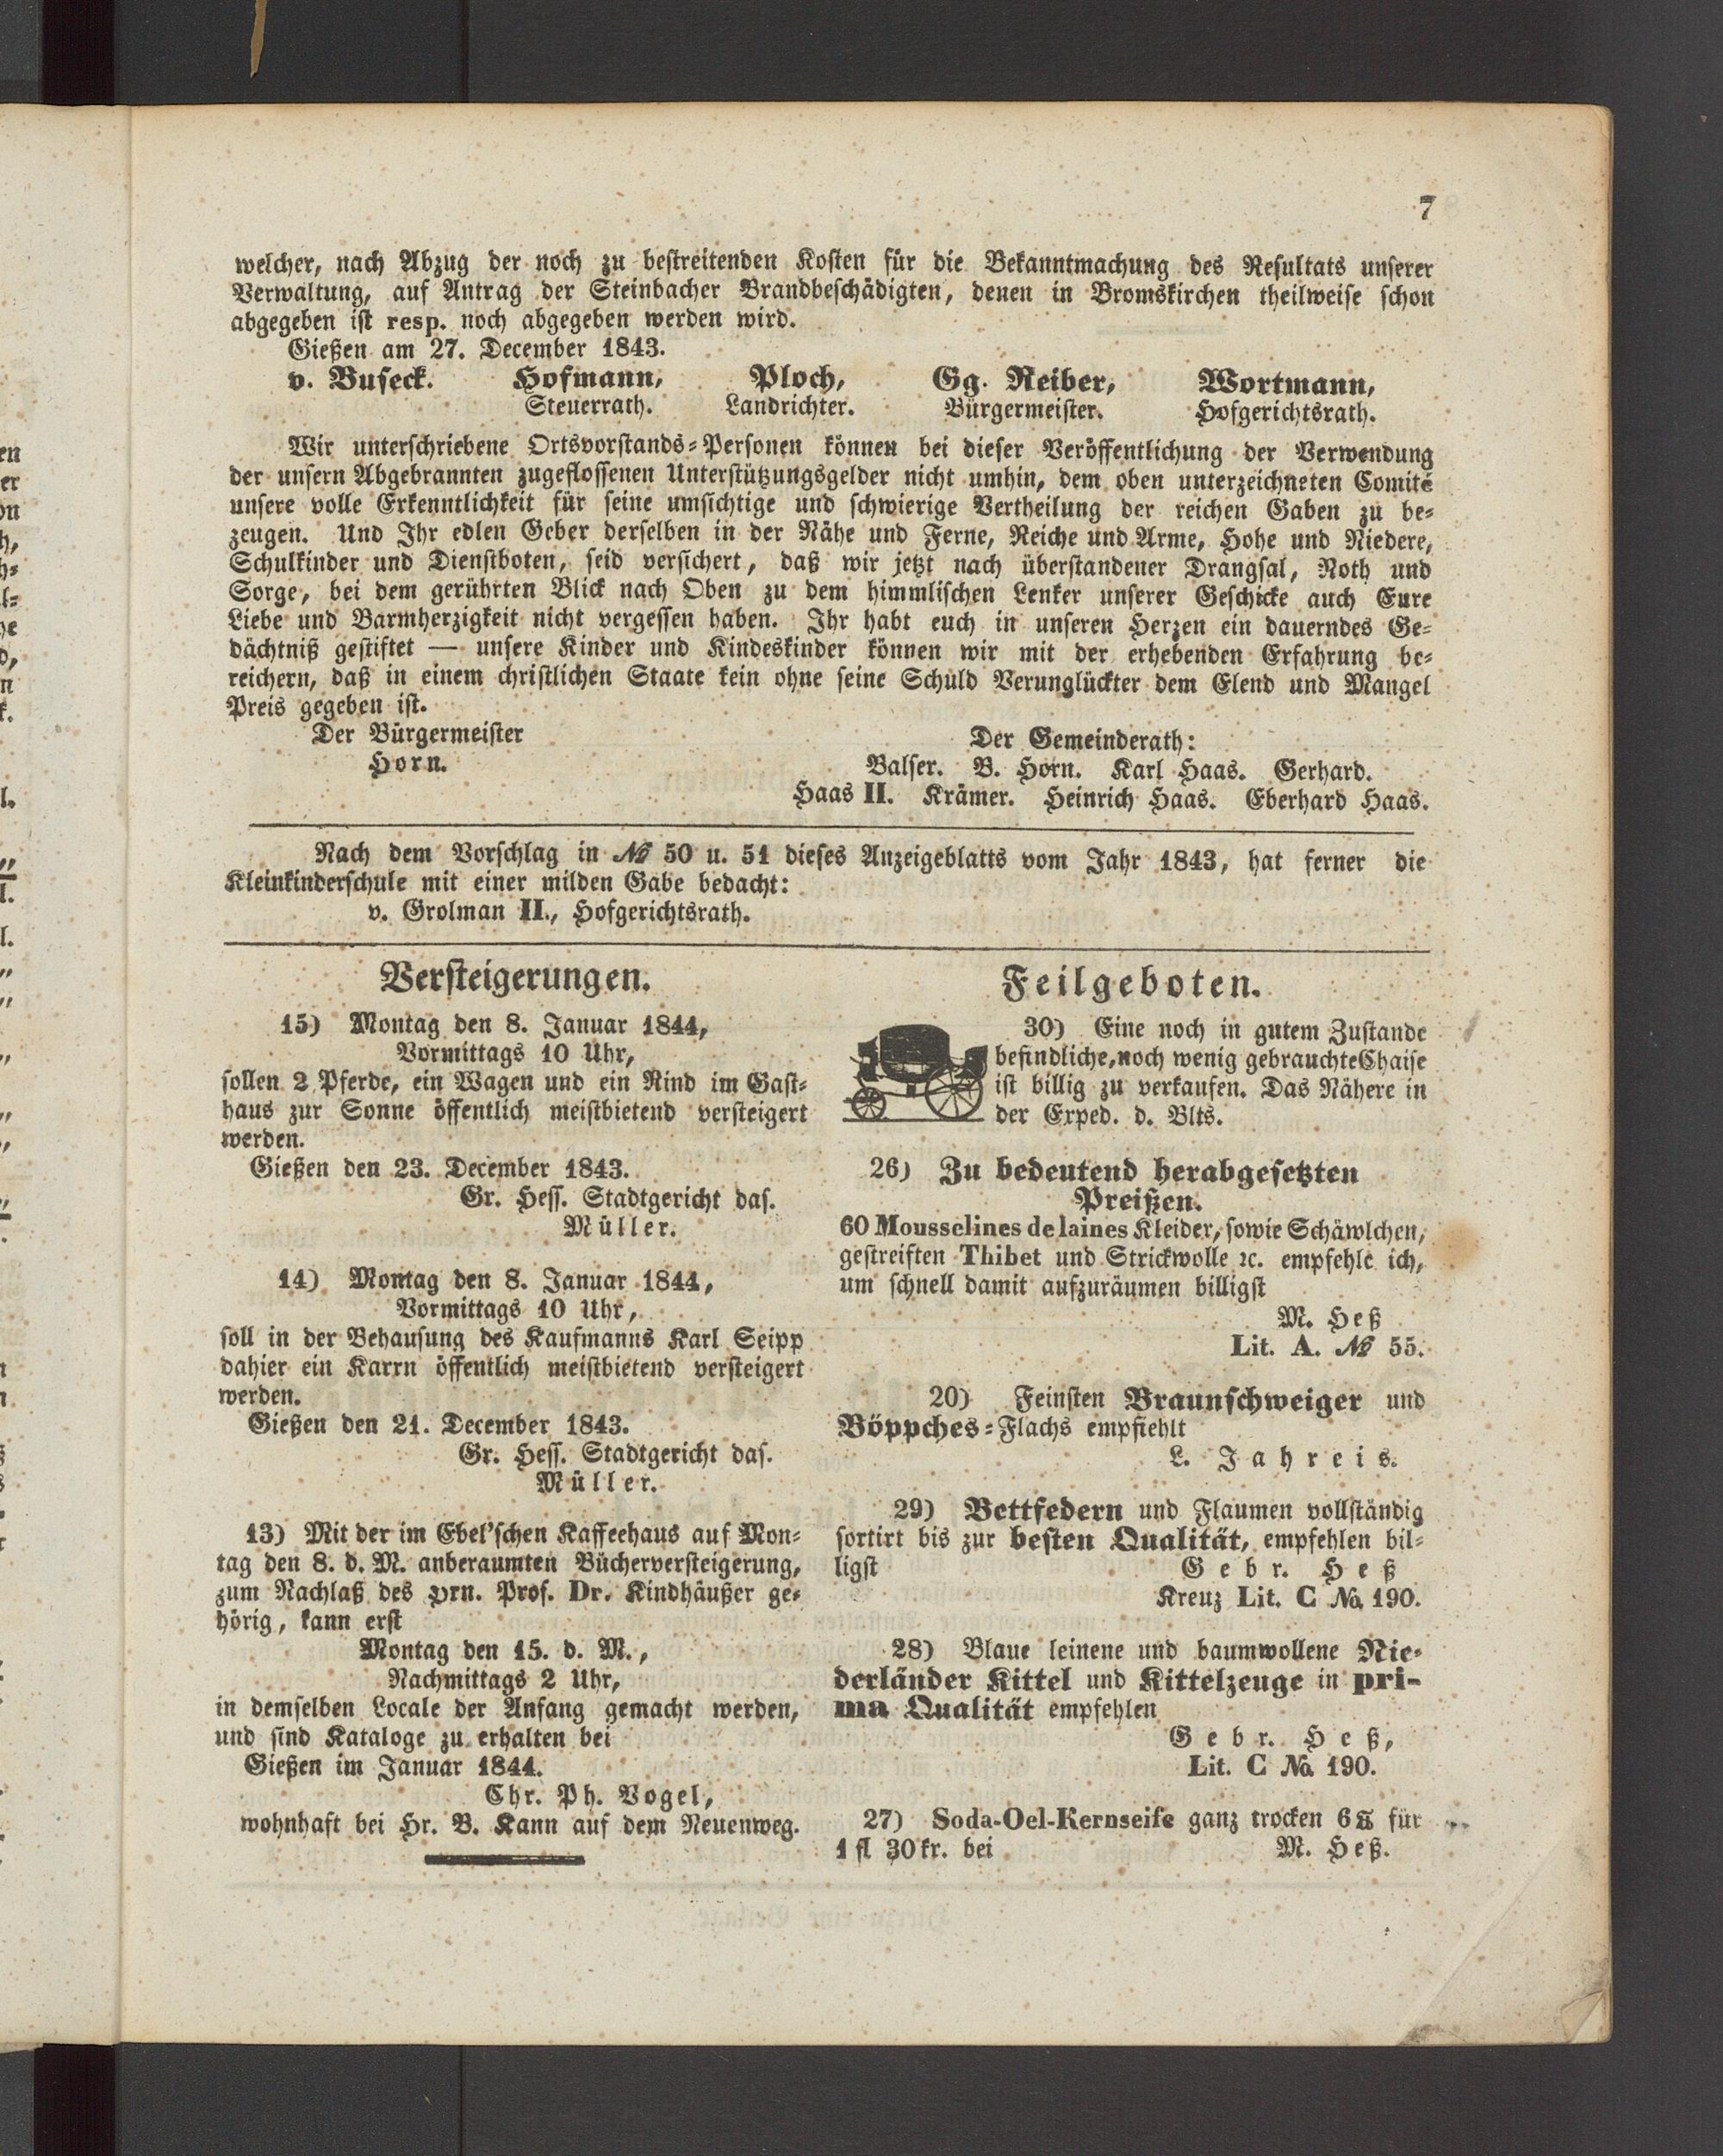 7
welcher, nach Abzug der noch zu bestreitenden Kosten für die Bekanntmachung des Resultats unserer
Verwaltung, auf Antrag der Steinbacher Brandbeschädigten, denen in Bromskirchen theilweise schon
abgegeben ist resp. noch abgegeben werden wird.
Gießen am 27. December 1843.
v. Buseck. Hofmann, Ploch, Gg. Reiber, Wortmann,
Steuerrath. Landrichter. Bürgermeister. Hofgerichtsrath.
Wir unterschriebene Ortsvorstands=Personen können bei dieser Veröffentlichung der Verwendung
der unsern Abgebrannten zugeflossenen Unterstützungsgelder nicht umhin, dem oben unterzeichneten Comité
unsere volle Erkenntlichkeit für seine umsichtige und schwierige Vertheilung der reichen Gaben zu be=
zeugen. Und Ihr edlen Geber derselben in der Nähe und Ferne, Reiche und Arme, Hohe und Niedere,
Schulkinder und Dienstboten, seid versichert, daß wir jetzt nach überstandener Drangsal, Noth und
Sorge, bei dem gerührten Blick nach Oben zu dem himmlischen Lenker unserer Geschicke auch Eure
Liebe und Barmherzigkeit nicht vergessen haben. Ihr habt euch in unseren Herzen ein dauerndes Ge=
dächtniß gestiftet — unsere Kinder und Kindeskinder können wir mit der erhebenden Erfahrung be=
reichern, daß in einem christlichen Staate kein ohne seine Schuld Verunglückter dem Elend und Mangel
Preis gegeben ist.
Der Bürgermeister
Horn.
Der Gemeinderath:
Balser. B. Horn. Karl Haas. Gerhard.
Haas II. Krämer. Heinrich Haas. Eberhard Haas.
Nach dem Vorschlag in № 50 u. 51 dieses Anzeigeblatts vom Jahr 1843, hat ferner die
Kleinkinderschule mit einer milden Gabe bedacht:
v. Grolman II., Hofgerichtsrath.
Versteigerungen.
15) Montag den 8. Januar 1844,
Vormittags 10 Uhr,
sollen 2 Pferde, ein Wagen und ein Rind im Gast=
haus zur Sonne öffentlich meistbietend versteigert
werden.
Gießen den 23. December 1843.
Gr. Hess. Stadtgericht das.
Müller.
14) Montag den 8. Januar 1844,
Vormittags 10 Uhr,
soll in der Behausung des Kaufmanns Karl Seipp
dahier ein Karrn öffentlich meistbietend versteigert
werden.
Gießen den 21. December 1843.
Gr. Hess. Stadtgericht das.
Müller.
13) Mit der im Ebel'schen Kaffeehaus auf Mon=
tag den 8. d. M. anberaumten Bücherversteigerung,
zum Nachlaß des Hrn. Prof. Dr. Kindhäußer ge=
hörig, kann erst
Montag den 15. d. M.,
Nachmittags 2 Uhr,
in demselben Locale der Anfang gemacht werden,
und sind Kataloge zu erhalten bei
Gießen im Januar 1844.
Chr. Ph. Vogel,
wohnhaft bei Hr. B. Kann auf dem Neuenweg.
Feilgeboten.
30) Eine noch in gutem Zustande
befindliche, noch wenig gebrauchte Chaise
ist billig zu verkaufen. Das Nähere in
der Exped. d. Blts.
26) Zu bedeutend herabgesetzten
Preißen.
60 Mousselines de laines Kleider, sowie Schäwlchen,
gestreiften Thibet und Strickwolle ꝛc. empfehle ich,
um schnell damit aufzuräumen billigst
M. Heß
Lit. A. № 55.
20) Feinsten Braunschweiger und
Böppches=Flachs empfiehlt
L. Jahreis.
29) Bettfedern und Flaumen vollständig
sortirt bis zur besten Qualität, empfehlen bil=
ligst Gebr. Heß
Kreuz Lit. C № 190.
28) Blaue leinene und baumwollene Nie=
derländer Kittel und Kittelzeuge in pri-
ma Qualität empfehlen
Gebr. Heß,
Lit. C № 190.
27) Soda-Oel-Kernseife ganz trocken 6 ℔ für
1 fl 30 kr. bei M. Heß.